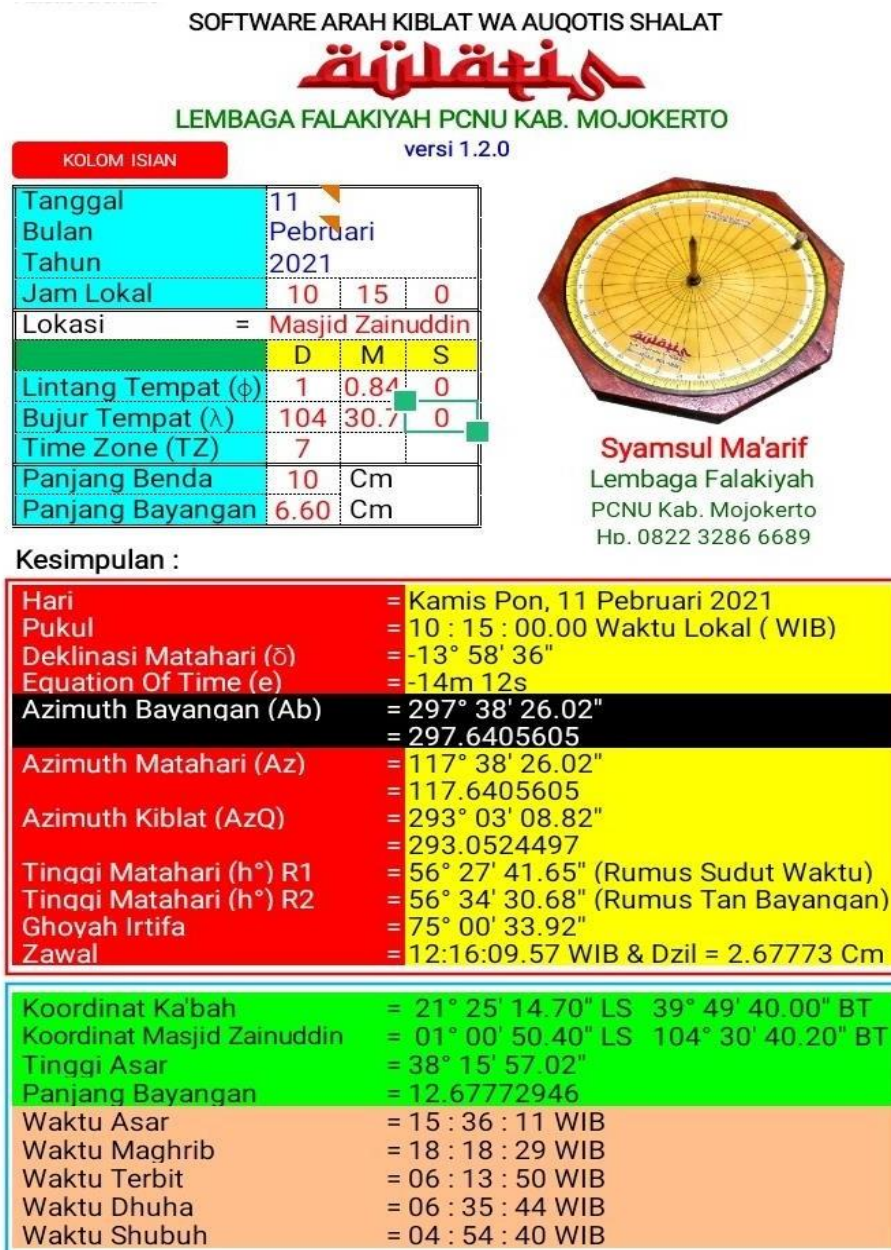 SOFTWARE ARAH KIBLAT WA AUQOTIS SHALAT
äüläti's
LEMBAGA FALAKIYAH PCNU KAB. MOJOKERTO
versi 1.2.0
KOLOM ISIAN
Tanggal 11
Bulan Pebruari
Tahun 2021
Jam Lokal 10 15 0
Lokasi = Masjid Zainuddin
D M S
Lintang Tempat (ϕ) 1 0.84 0
Bujur Tempat (λ) 104 30.7 0
Time Zone (TZ) 7
Panjang Benda 10 Cm
Panjang Bayangan 6.60 Cm
Syamsul Ma'arif
Lembaga Falakiyah
PCNU Kab. Mojokerto
Hp. 0822 3286 6689
Kesimpulan :
Hari = Kamis Pon, 11 Pebruari 2021
Pukul = 10 : 15 : 00.00 Waktu Lokal ( WIB)
Deklinasi Matahari (δ) = -13° 58' 36"
Equation Of Time (e) = -14m 12s
Azimuth Bayangan (Ab) = 297° 38' 26.02"
= 297.6405605
Azimuth Matahari (Az) = 117° 38' 26.02"
= 117.6405605
Azimuth Kiblat (AzQ) = 293° 03' 08.82"
= 293.0524497
Tinggi Matahari (h°) R1 = 56° 27' 41.65" (Rumus Sudut Waktu)
Tinggi Matahari (h°) R2 = 56° 34' 30.68" (Rumus Tan Bayangan)
Ghoyah Irtifa = 75° 00' 33.92"
Zawal = 12:16:09.57 WIB & Dzil = 2.67773 Cm
Koordinat Ka'bah = 21° 25' 14.70" LS 39° 49' 40.00" BT
Koordinat Masjid Zainuddin = 01° 00' 50.40" LS 104° 30' 40.20" BT
Tinggi Asar = 38° 15' 57.02"
Panjang Bayangan = 12.67772946
Waktu Asar = 15 : 36 : 11 WIB
Waktu Maghrib = 18 : 18 : 29 WIB
Waktu Terbit = 06 : 13 : 50 WIB
Waktu Dhuha = 06 : 35 : 44 WIB
Waktu Shubuh = 04 : 54 : 40 WIB